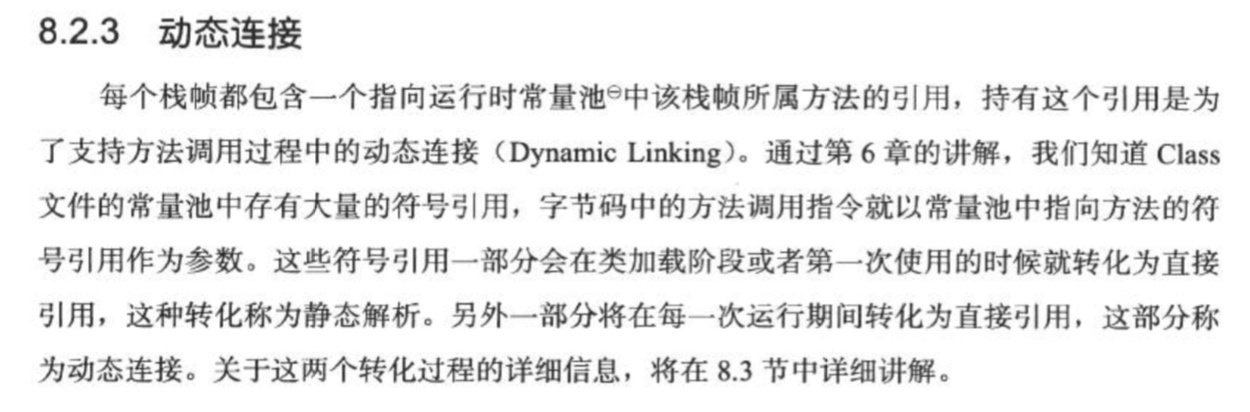 8.2.3 动态连接
每个栈帧都包含一个指向运行时常量池⊖中该栈帧所属方法的引用，持有这个引用是为
了支持方法调用过程中的动态连接（Dynamic Linking）。通过第 6 章的讲解，我们知道 Class
文件的常量池中存有大量的符号引用，字节码中的方法调用指令就以常量池中指向方法的符
号引用作为参数。这些符号引用一部分会在类加载阶段或者第一次使用的时候就转化为直接
引用，这种转化称为静态解析。另外一部分将在每一次运行期间转化为直接引用，这部分称
为动态连接。关于这两个转化过程的详细信息，将在 8.3 节中详细讲解。